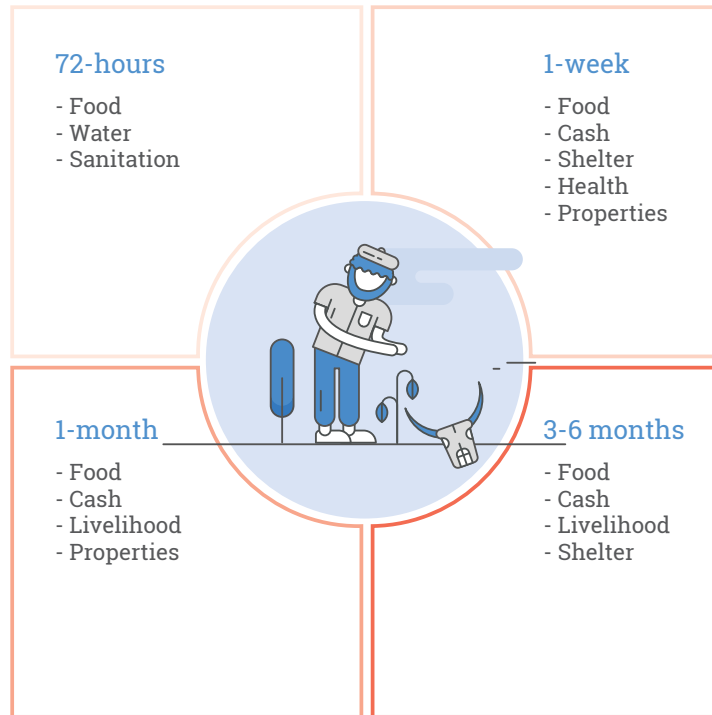 72-hours
- Food
- Water
- Sanitation
1-week
- Food
- Cash
- Shelter
- Health
- Properties
1-month
- Food
- Cash
- Livelihood
- Properties
3-6 months
- Food
- Cash
- Livelihood
- Shelter